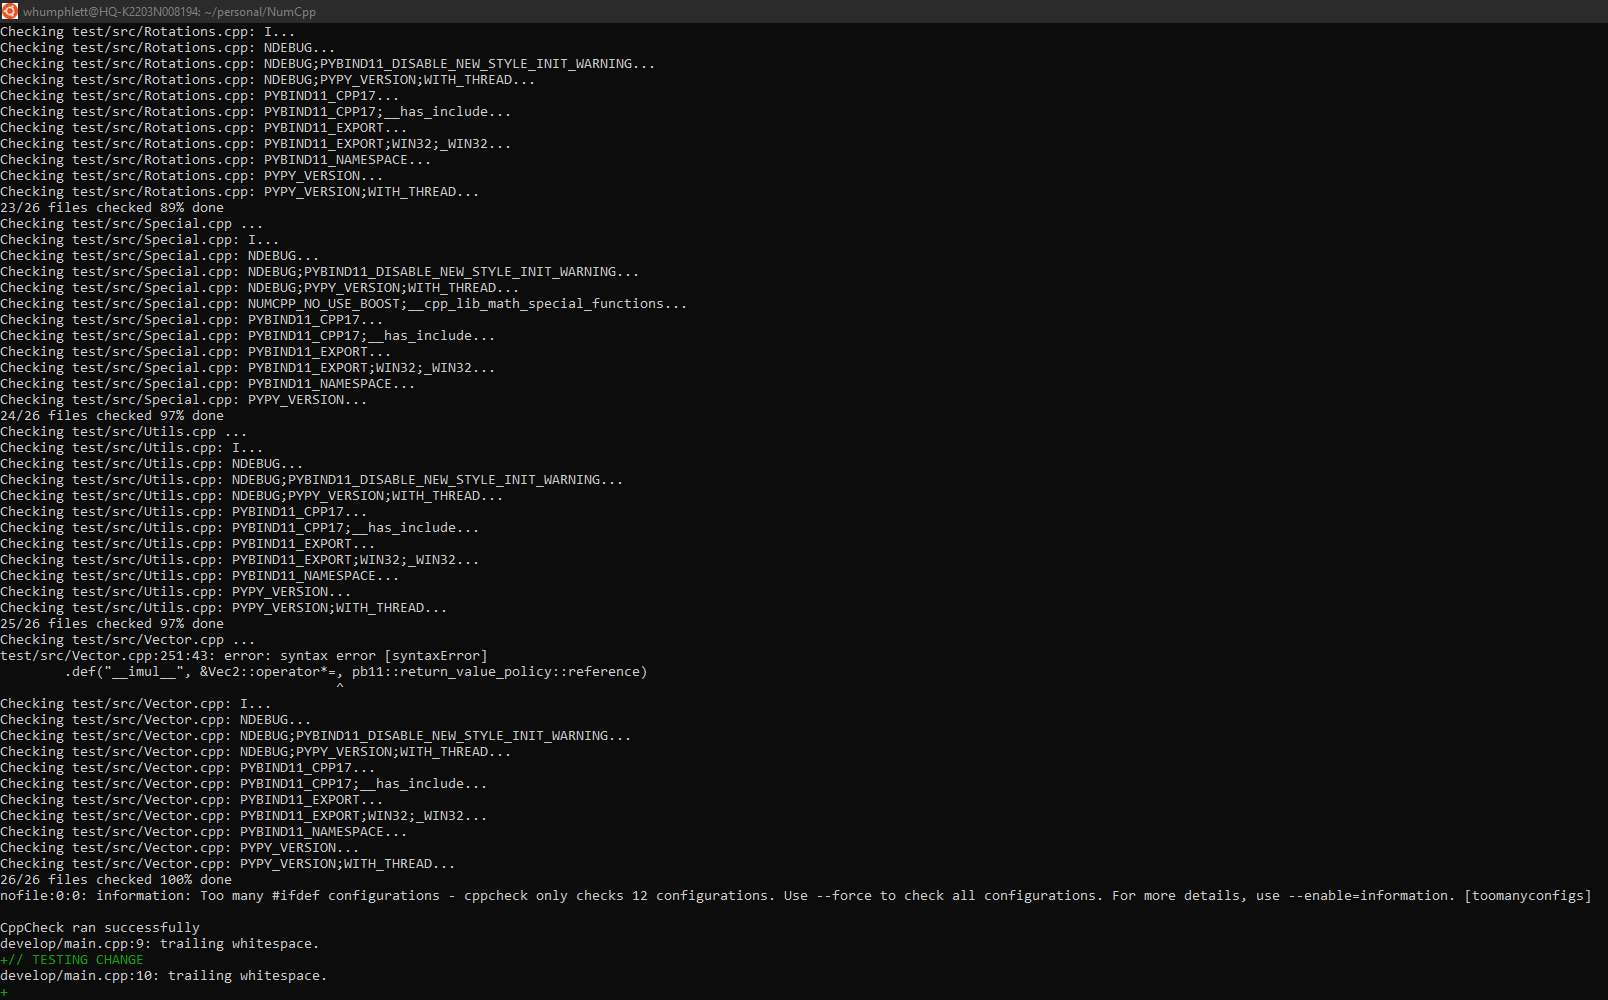 whumphlett@HQ-K2203N008194: ~/personal/NumCpp
Checking test/src/Rotations.cpp: I...
Checking test/src/Rotations.cpp: NDEBUG...
Checking test/src/Rotations.cpp: NDEBUG;PYBIND11_DISABLE_NEW_STYLE_INIT_WARNING...
Checking test/src/Rotations.cpp: NDEBUG;PYPY_VERSION;WITH_THREAD...
Checking test/src/Rotations.cpp: PYBIND11_CPP17...
Checking test/src/Rotations.cpp: PYBIND11_CPP17;__has_include...
Checking test/src/Rotations.cpp: PYBIND11_EXPORT...
Checking test/src/Rotations.cpp: PYBIND11_EXPORT;WIN32;_WIN32...
Checking test/src/Rotations.cpp: PYBIND11_NAMESPACE...
Checking test/src/Rotations.cpp: PYPY_VERSION...
Checking test/src/Rotations.cpp: PYPY_VERSION;WITH_THREAD...
23/26 files checked 89% done
Checking test/src/Special.cpp ...
Checking test/src/Special.cpp: I...
Checking test/src/Special.cpp: NDEBUG...
Checking test/src/Special.cpp: NDEBUG;PYBIND11_DISABLE_NEW_STYLE_INIT_WARNING...
Checking test/src/Special.cpp: NDEBUG;PYPY_VERSION;WITH_THREAD...
Checking test/src/Special.cpp: NUMCPP_NO_USE_BOOST;__cpp_lib_math_special_functions...
Checking test/src/Special.cpp: PYBIND11_CPP17...
Checking test/src/Special.cpp: PYBIND11_CPP17;__has_include...
Checking test/src/Special.cpp: PYBIND11_EXPORT...
Checking test/src/Special.cpp: PYBIND11_EXPORT;WIN32;_WIN32...
Checking test/src/Special.cpp: PYBIND11_NAMESPACE...
Checking test/src/Special.cpp: PYPY_VERSION...
24/26 files checked 97% done
Checking test/src/Utils.cpp ...
Checking test/src/Utils.cpp: I...
Checking test/src/Utils.cpp: NDEBUG...
Checking test/src/Utils.cpp: NDEBUG;PYBIND11_DISABLE_NEW_STYLE_INIT_WARNING...
Checking test/src/Utils.cpp: NDEBUG;PYPY_VERSION;WITH_THREAD...
Checking test/src/Utils.cpp: PYBIND11_CPP17...
Checking test/src/Utils.cpp: PYBIND11_CPP17;__has_include...
Checking test/src/Utils.cpp: PYBIND11_EXPORT...
Checking test/src/Utils.cpp: PYBIND11_EXPORT;WIN32;_WIN32...
Checking test/src/Utils.cpp: PYBIND11_NAMESPACE...
Checking test/src/Utils.cpp: PYPY_VERSION...
Checking test/src/Utils.cpp: PYPY_VERSION;WITH_THREAD...
25/26 files checked 97% done
Checking test/src/Vector.cpp ...
test/src/Vector.cpp:251:43: error: syntax error [syntaxError]
        .def("__imul__", &Vec2::operator*=, pb11::return_value_policy::reference)
                                          ^
Checking test/src/Vector.cpp: I...
Checking test/src/Vector.cpp: NDEBUG...
Checking test/src/Vector.cpp: NDEBUG;PYBIND11_DISABLE_NEW_STYLE_INIT_WARNING...
Checking test/src/Vector.cpp: NDEBUG;PYPY_VERSION;WITH_THREAD...
Checking test/src/Vector.cpp: PYBIND11_CPP17...
Checking test/src/Vector.cpp: PYBIND11_CPP17;__has_include...
Checking test/src/Vector.cpp: PYBIND11_EXPORT...
Checking test/src/Vector.cpp: PYBIND11_EXPORT;WIN32;_WIN32...
Checking test/src/Vector.cpp: PYBIND11_NAMESPACE...
Checking test/src/Vector.cpp: PYPY_VERSION...
Checking test/src/Vector.cpp: PYPY_VERSION;WITH_THREAD...
26/26 files checked 100% done
nofile:0:0: information: Too many #ifdef configurations - cppcheck only checks 12 configurations. Use --force to check all configurations. For more details, use --enable=information. [toomanyconfigs]

CppCheck ran successfully
develop/main.cpp:9: trailing whitespace.
+// TESTING CHANGE
develop/main.cpp:10: trailing whitespace.
+